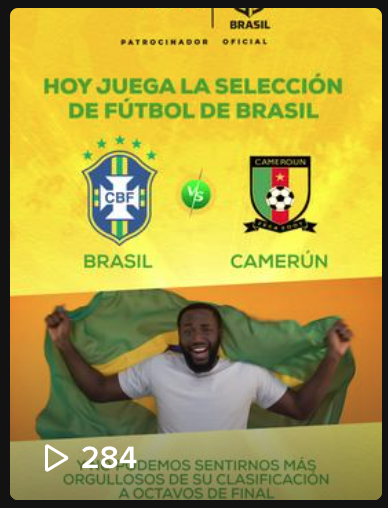 BRASIL
PATROCINADOR OFICIAL
HOY JUEGA LA SELECCIÓN
DE FÚTBOL DE BRASIL
CBF
VS
CAMEROUN
BRASIL
CAMERÚN
284
PODEMOS SENTIRNOS MÁS
ORGULLOSOS DE SU CLASIFICACIÓN
A OCTAVOS DE FINAL